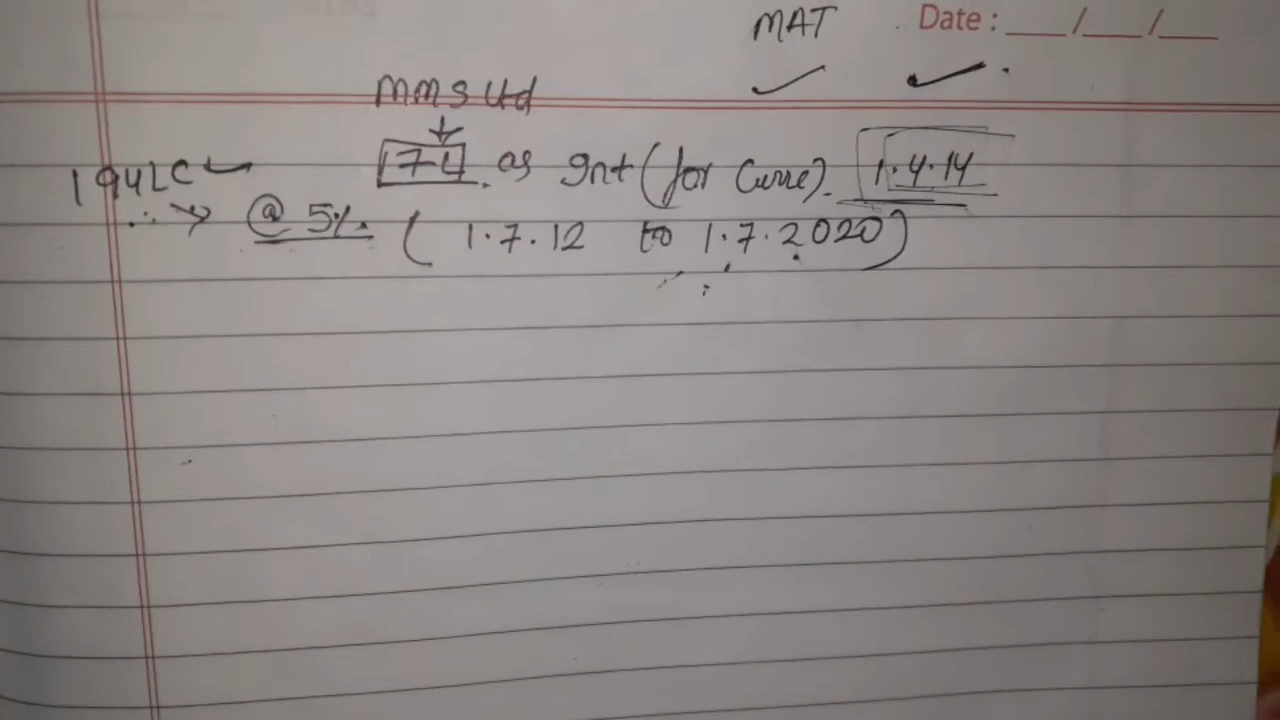 MAT Date : ___/___/___
MMS Ltd
194LC 74 as Int (for Curre). 1.4.14
@ 5%. ( 1.7.12 to 1.7.2020)